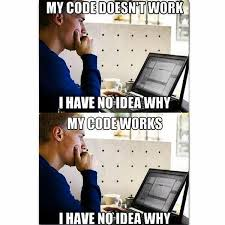 MY CODE DOESN'T WORK
I HAVE NO IDEA WHY
MY CODE WORKS
I HAVE NO IDEA WHY